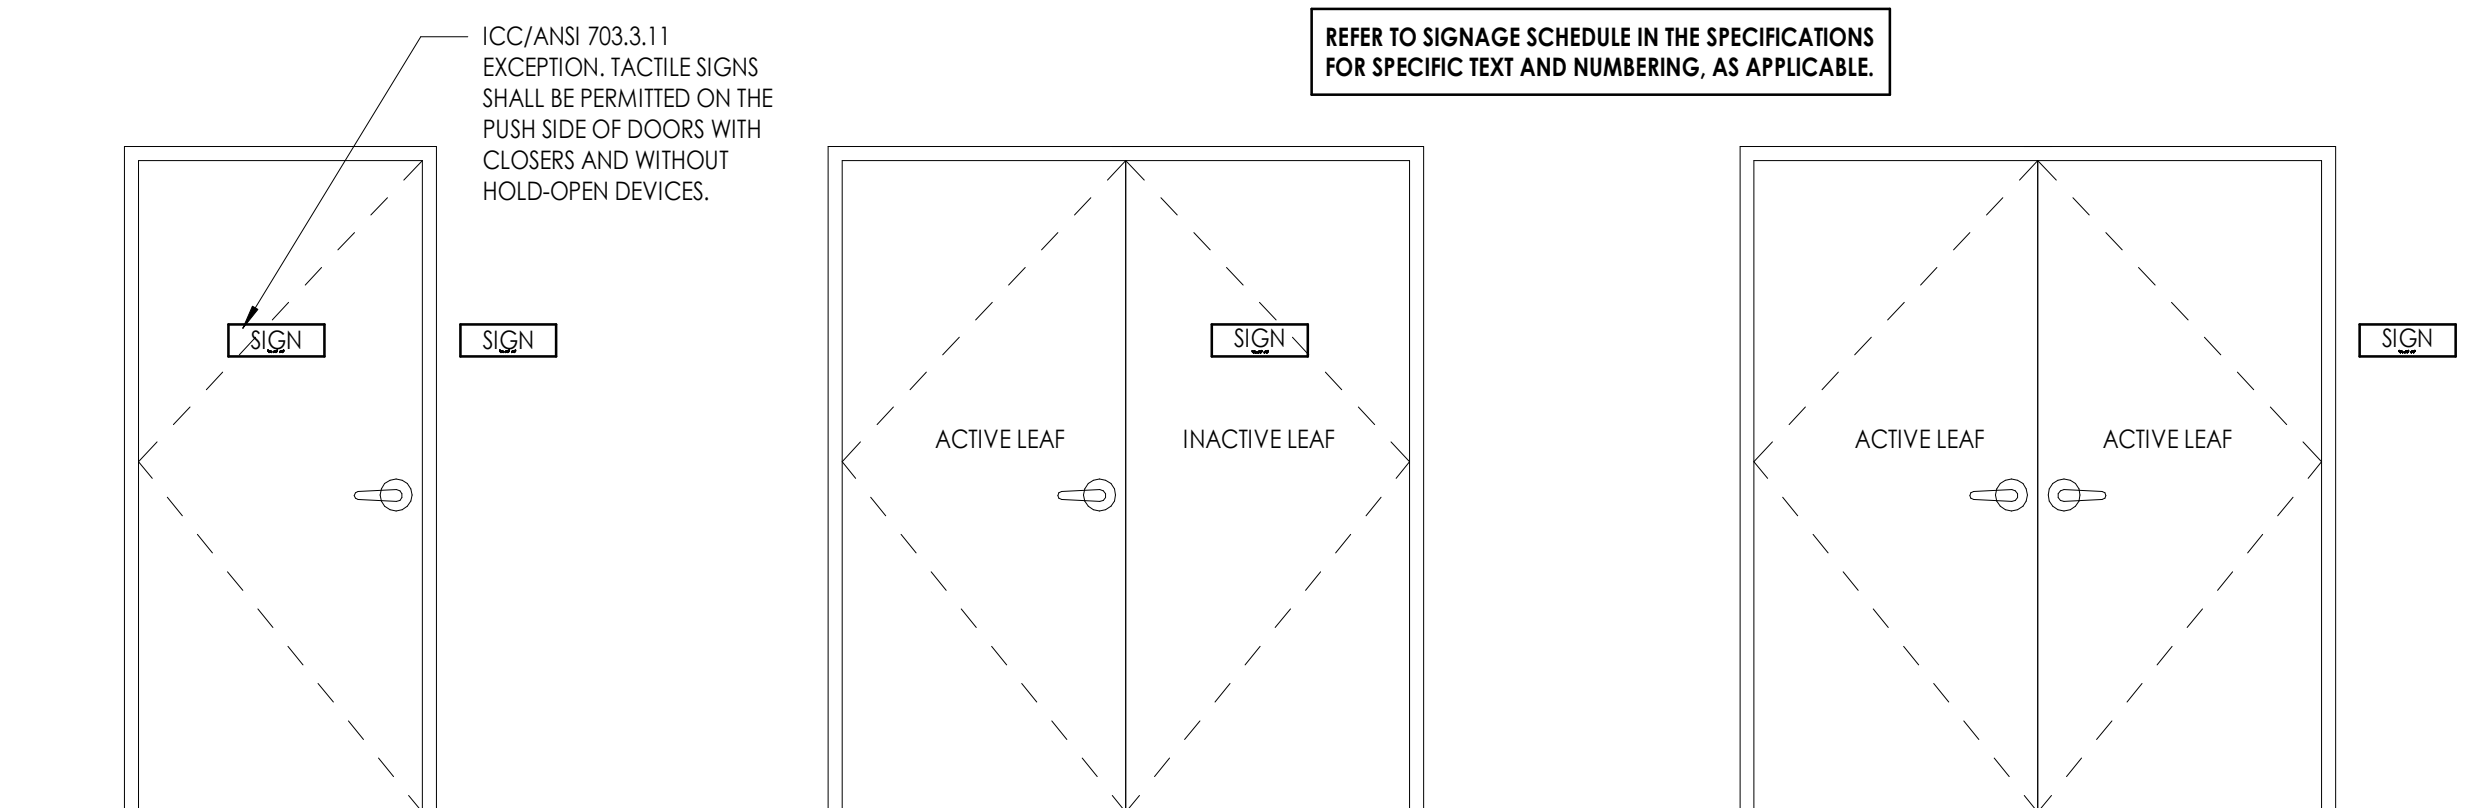 ICC/ANSI 703.3.11
EXCEPTION. TACTILE SIGNS
SHALL BE PERMITTED ON THE
PUSH SIDE OF DOORS WITH
CLOSERS AND WITHOUT
HOLD-OPEN DEVICES.
REFER TO SIGNAGE SCHEDULE IN THE SPECIFICATIONS
FOR SPECIFIC TEXT AND NUMBERING, AS APPLICABLE.
SIGN
SIGN
SIGN
SIGN
ACTIVE LEAF
INACTIVE LEAF
ACTIVE LEAF
ACTIVE LEAF